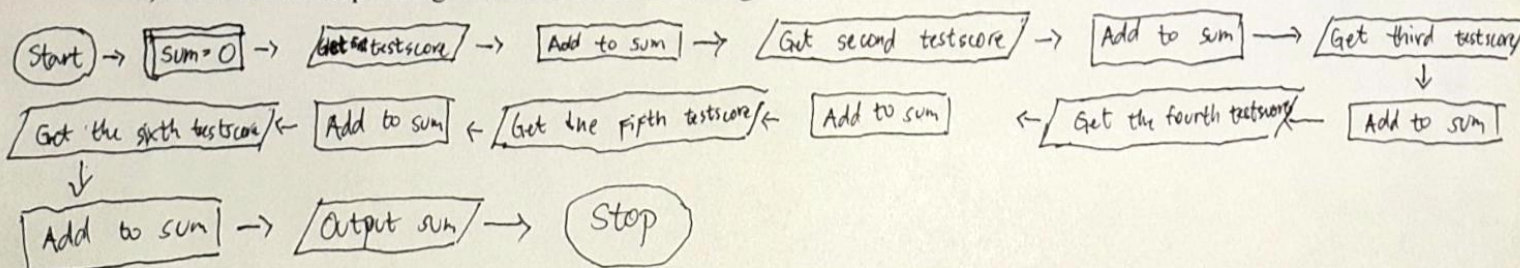 Start → Sum = 0 → Get testscore → Add to sum → Get second testscore → Add to sum → Get third testscore
↓
Get the sixth testscore ← Add to sum ← Get the Fifth testscore ← Add to sum ← Get the fourth testscore ← Add to sum
↓
Add to sum → Output sum → Stop